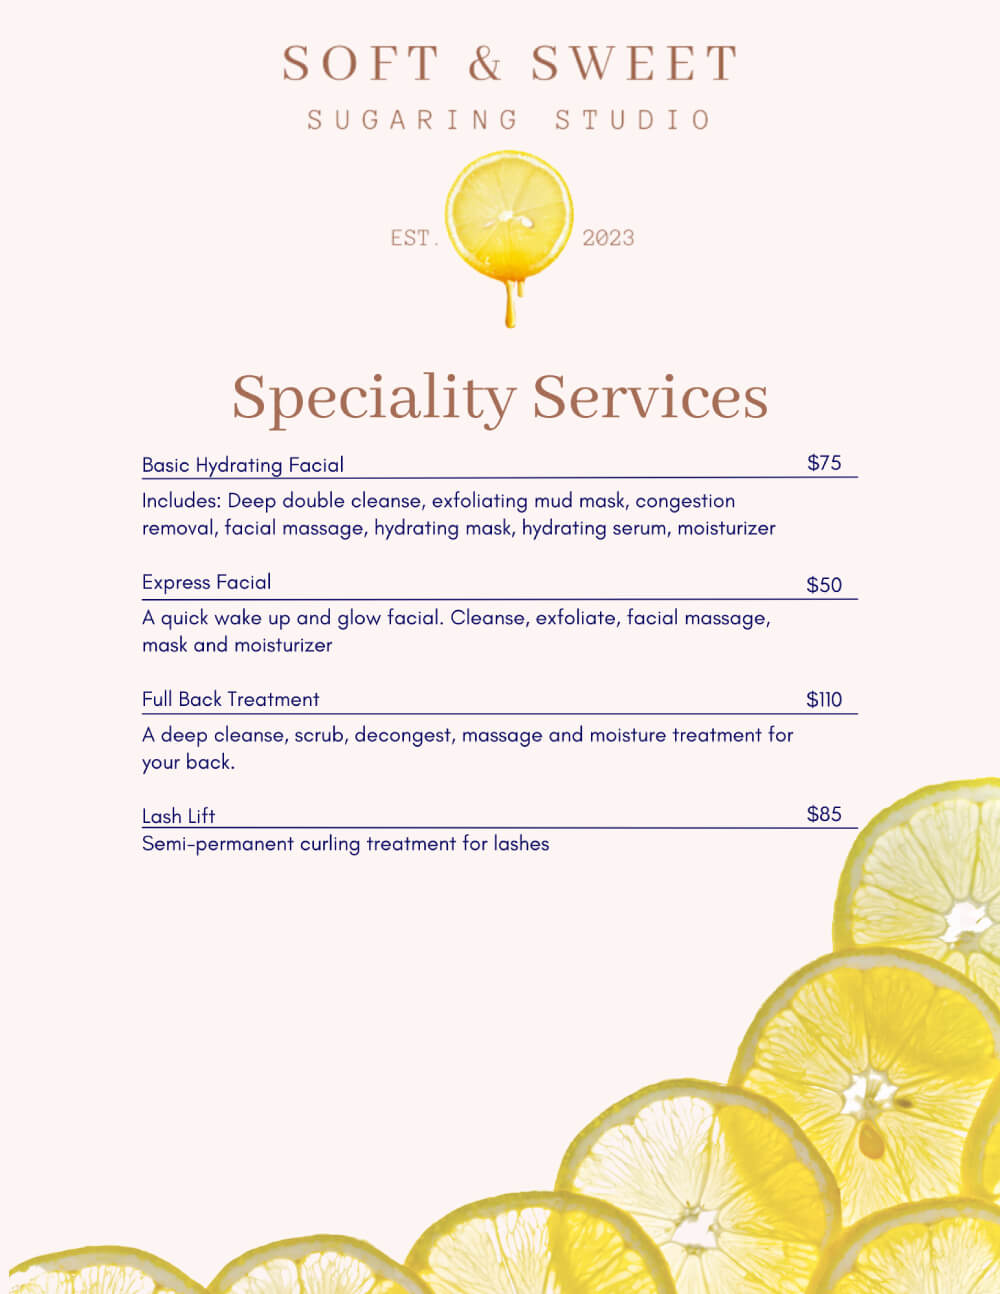 SOFT & SWEET
SUGARING STUDIO
EST. 2023
Speciality Services
Basic Hydrating Facial $75
Includes: Deep double cleanse, exfoliating mud mask, congestion
removal, facial massage, hydrating mask, hydrating serum, moisturizer
Express Facial $50
A quick wake up and glow facial. Cleanse, exfoliate, facial massage,
mask and moisturizer
Full Back Treatment $110
A deep cleanse, scrub, decongest, massage and moisture treatment for
your back.
Lash Lift $85
Semi-permanent curling treatment for lashes